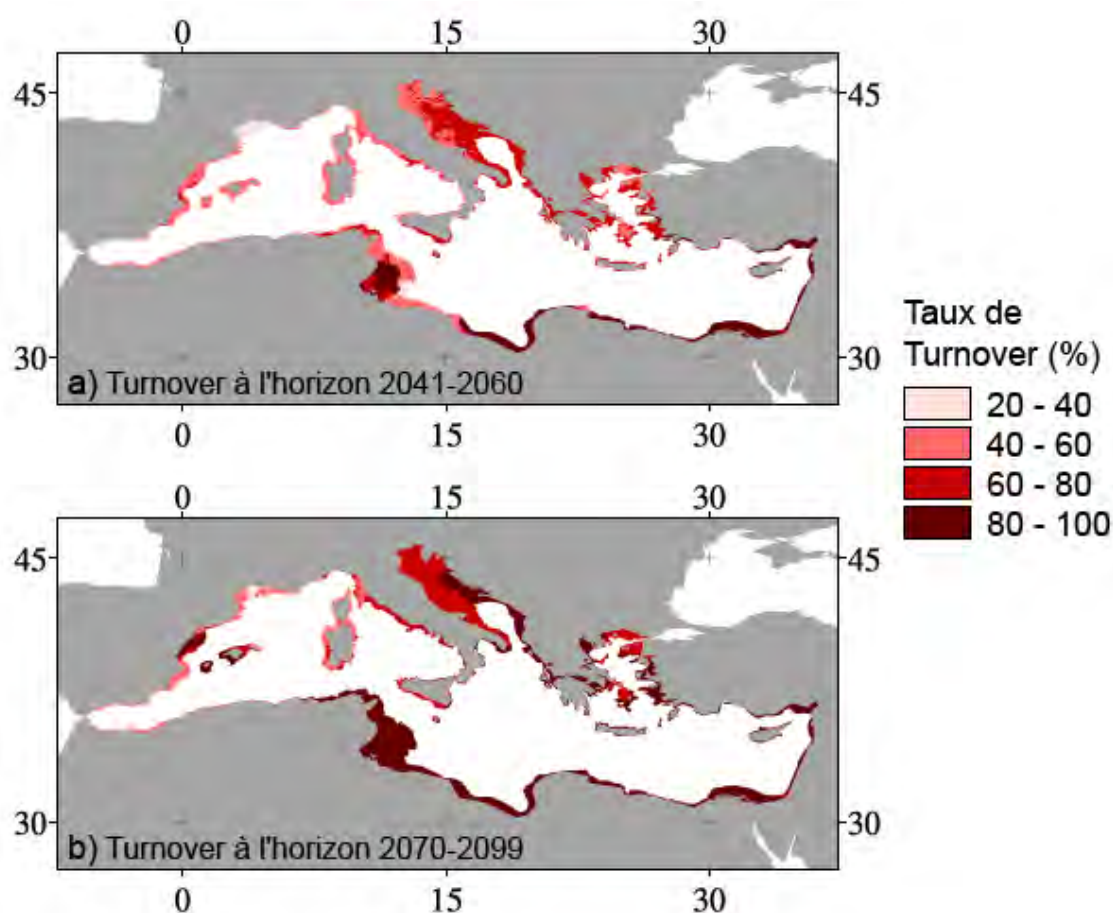 0 15 30
45 45
30 30
a) Turnover à l'horizon 2041-2060
0 15 30
Taux de
Turnover (%)
20 - 40
40 - 60
60 - 80
80 - 100
0 15 30
45 45
30 30
b) Turnover à l'horizon 2070-2099
0 15 30